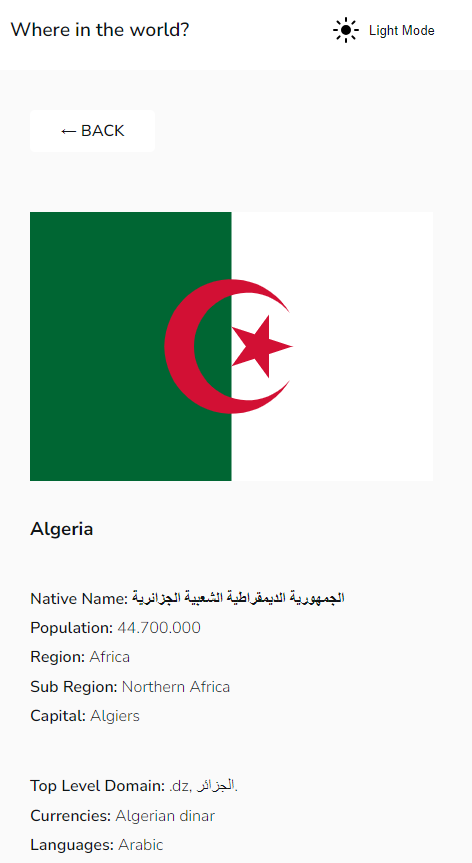 Where in the world?
Light Mode
← BACK
Algeria
Native Name: الجمهورية الديمقراطية الشعبية الجزائرية
Population: 44.700.000
Region: Africa
Sub Region: Northern Africa
Capital: Algiers
Top Level Domain: .dz, الجزائر.
Currencies: Algerian dinar
Languages: Arabic